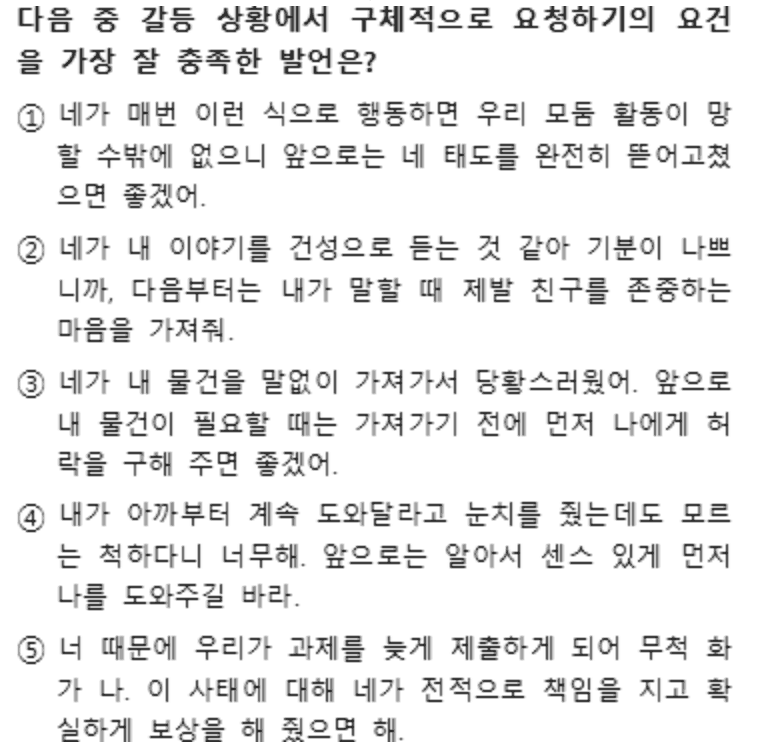 다음 중 갈등 상황에서 구체적으로 요청하기의 요건
을 가장 잘 충족한 발언은?
① 네가 매번 이런 식으로 행동하면 우리 모둠 활동이 망
할 수밖에 없으니 앞으로는 네 태도를 완전히 뜯어고쳤
으면 좋겠어.
② 네가 내 이야기를 건성으로 듣는 것 같아 기분이 나쁘
니까, 다음부터는 내가 말할 때 제발 친구를 존중하는
마음을 가져줘.
③ 네가 내 물건을 말없이 가져가서 당황스러웠어. 앞으로
내 물건이 필요할 때는 가져가기 전에 먼저 나에게 허
락을 구해 주면 좋겠어.
④ 내가 아까부터 계속 도와달라고 눈치를 줬는데도 모르
는 척하다니 너무해. 앞으로는 알아서 센스 있게 먼저
나를 도와주길 바라.
⑤ 너 때문에 우리가 과제를 늦게 제출하게 되어 무척 화
가 나. 이 사태에 대해 네가 전적으로 책임을 지고 확
실하게 보상을 해 줬으면 해.